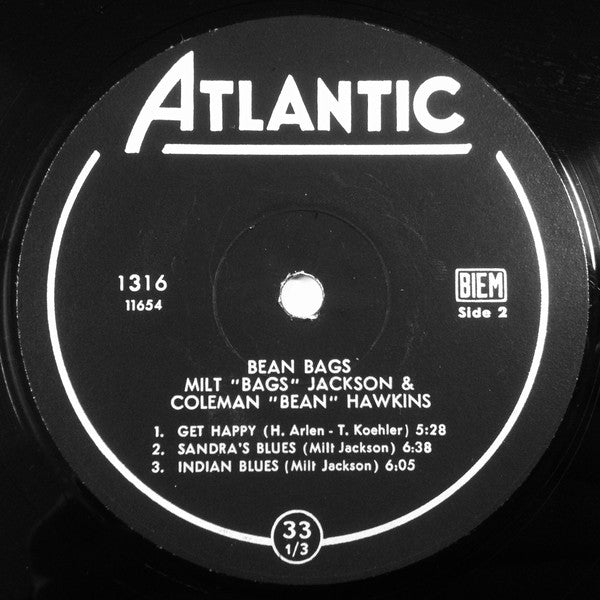 ATLANTIC
1316
11654
BIEM
Side 2
BEAN BAGS
MILT "BAGS" JACKSON &
COLEMAN "BEAN" HAWKINS
1. GET HAPPY (H. Arlen - T. Koehler) 5:28
2. SANDRA'S BLUES (Milt Jackson) 6:38
3. INDIAN BLUES (Milt Jackson) 6:05
33
1/3